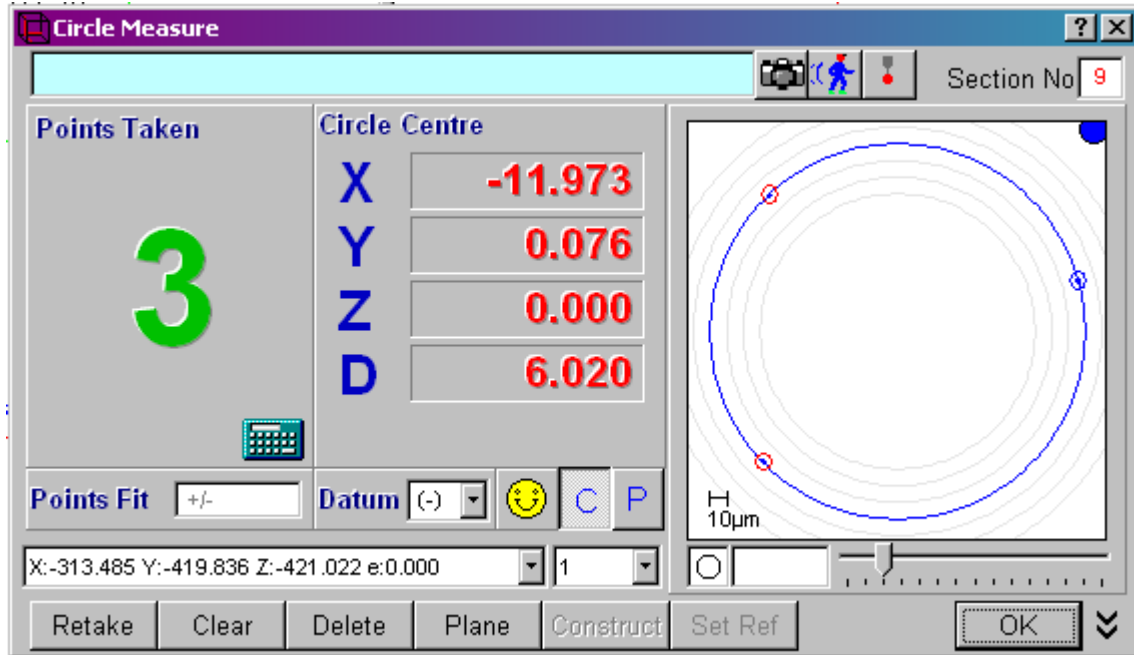 Circle Measure
Section No 9
Points Taken
3
Circle Centre
X -11.973
Y 0.076
Z 0.000
D 6.020
10µm
Points Fit +/-
Datum (-) C P
X:-313.485 Y:-419.836 Z:-421.022 e:0.000 1
Retake Clear Delete Plane Construct Set Ref OK